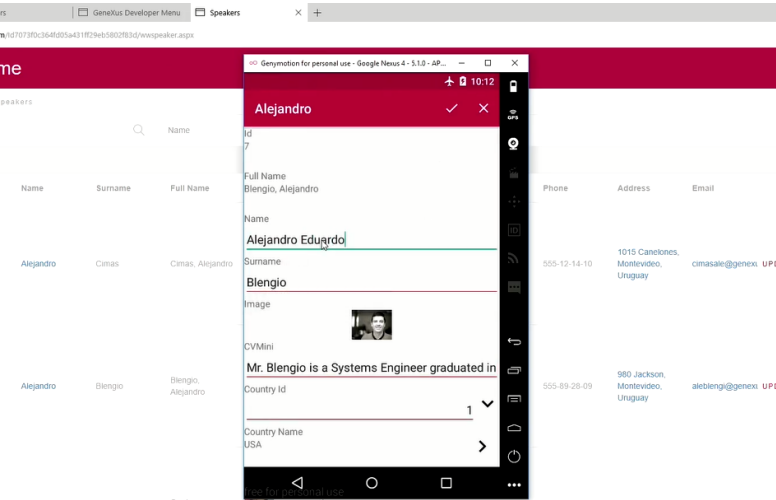 rs
GeneXus Developer Menu
Speakers
m/Id7073f0c364fd05a431ff29eb5802f83d/wwspeaker.aspx
Genymotion for personal use - Google Nexus 4 - 5.1.0 - AP...
me
10:12
GPS
Alejandro
peakers
Id
7
Name
Full Name
Blengio, Alejandro
Name Surname Full Name Phone Address Email
Name
Alejandro Eduardo
ID
Surname
Alejandro Cimas Cimas, Alejandro 555-12-14-10 1015 Canelones, Montevideo, Uruguay cimasale@genexu UPD
Blengio
Image
CVMini
Mr. Blengio is a Systems Engineer graduated in
Alejandro Blengio Blengio, Alejandro 555-89-28-09 980 Jackson, Montevideo, Uruguay aleblengi@genexu UPD
Country Id
1
Country Name
USA
free for personal use